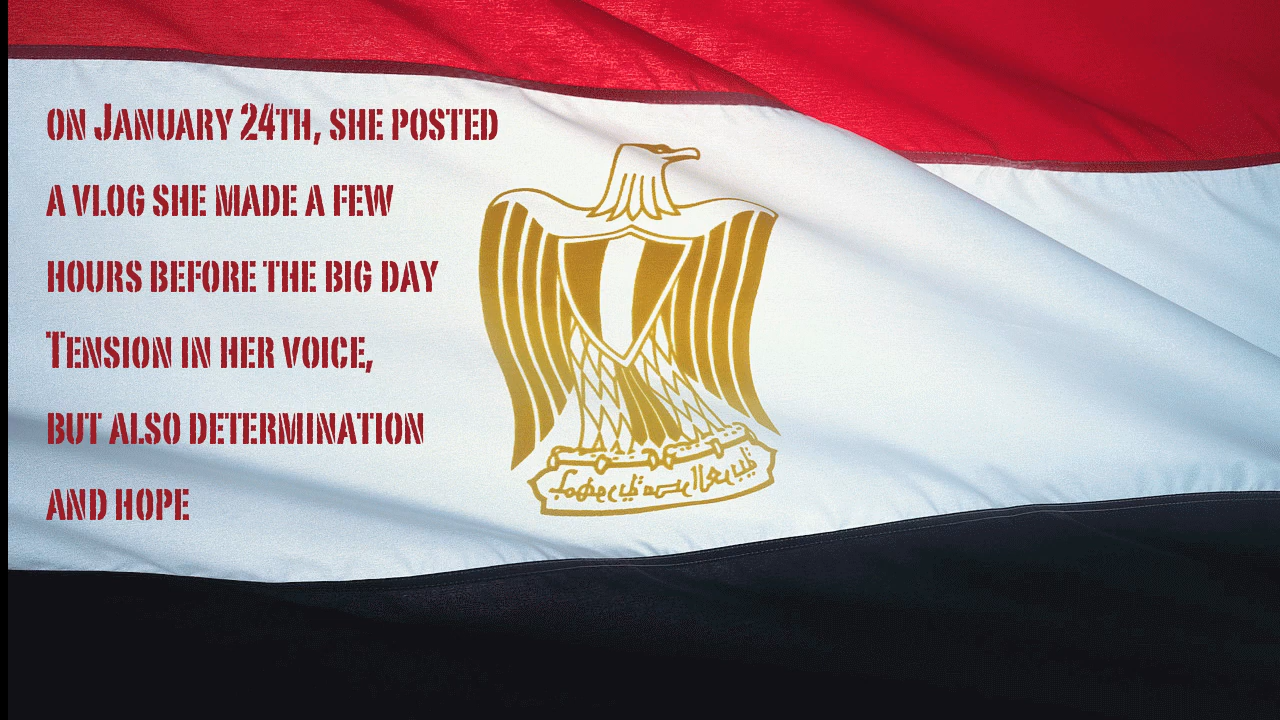 on January 24th, she posted
a vlog she made a few
hours before the big day
Tension in her voice,
but also determination
and hope